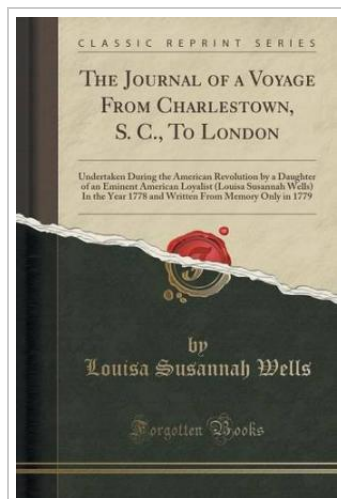 CLASSIC REPRINT SERIES
THE JOURNAL OF A VOYAGE
FROM CHARLESTOWN,
S. C., TO LONDON
Undertaken During the American Revolution by a Daughter
of an Eminent American Loyalist (Louisa Susannah Wells)
In the Year 1778 and Written From Memory Only in 1779
by
Louisa Susannah Wells
Forgotten Books